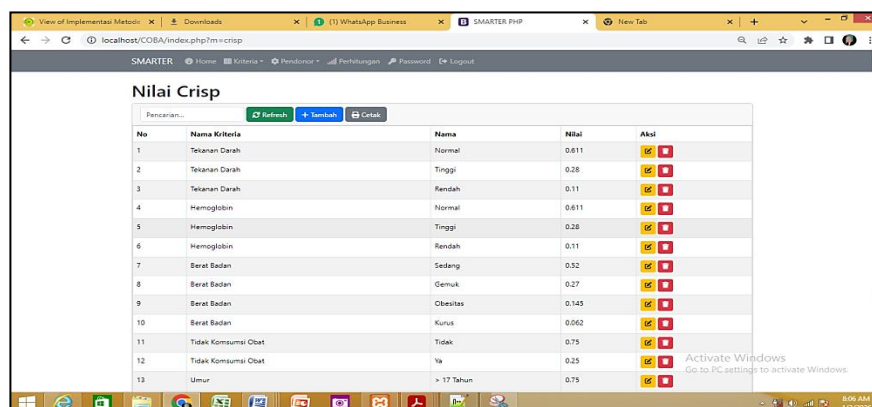 View of Implementasi Metode Downloads (1) WhatsApp Business SMARTER PHP New Tab
localhost/COBA/index.php?m=crisp
SMARTER Home Kriteria Pendonor Perhitungan Password Logout
Nilai Crisp
Pencarian... Refresh + Tambah Cetak
No Nama Kriteria Nama Nilai Aksi
1 Tekanan Darah Normal 0.611
2 Tekanan Darah Tinggi 0.28
3 Tekanan Darah Rendah 0.11
4 Hemoglobin Normal 0.611
5 Hemoglobin Tinggi 0.28
6 Hemoglobin Rendah 0.11
7 Berat Badan Sedang 0.52
8 Berat Badan Gemuk 0.27
9 Berat Badan Obesitas 0.145
10 Berat Badan Kurus 0.062
11 Tidak Komsumsi Obat Tidak 0.75
12 Tidak Komsumsi Obat Ya 0.25
13 Umur > 17 Tahun 0.75
Activate Windows
Go to PC settings to activate Windows.
8:06 AM